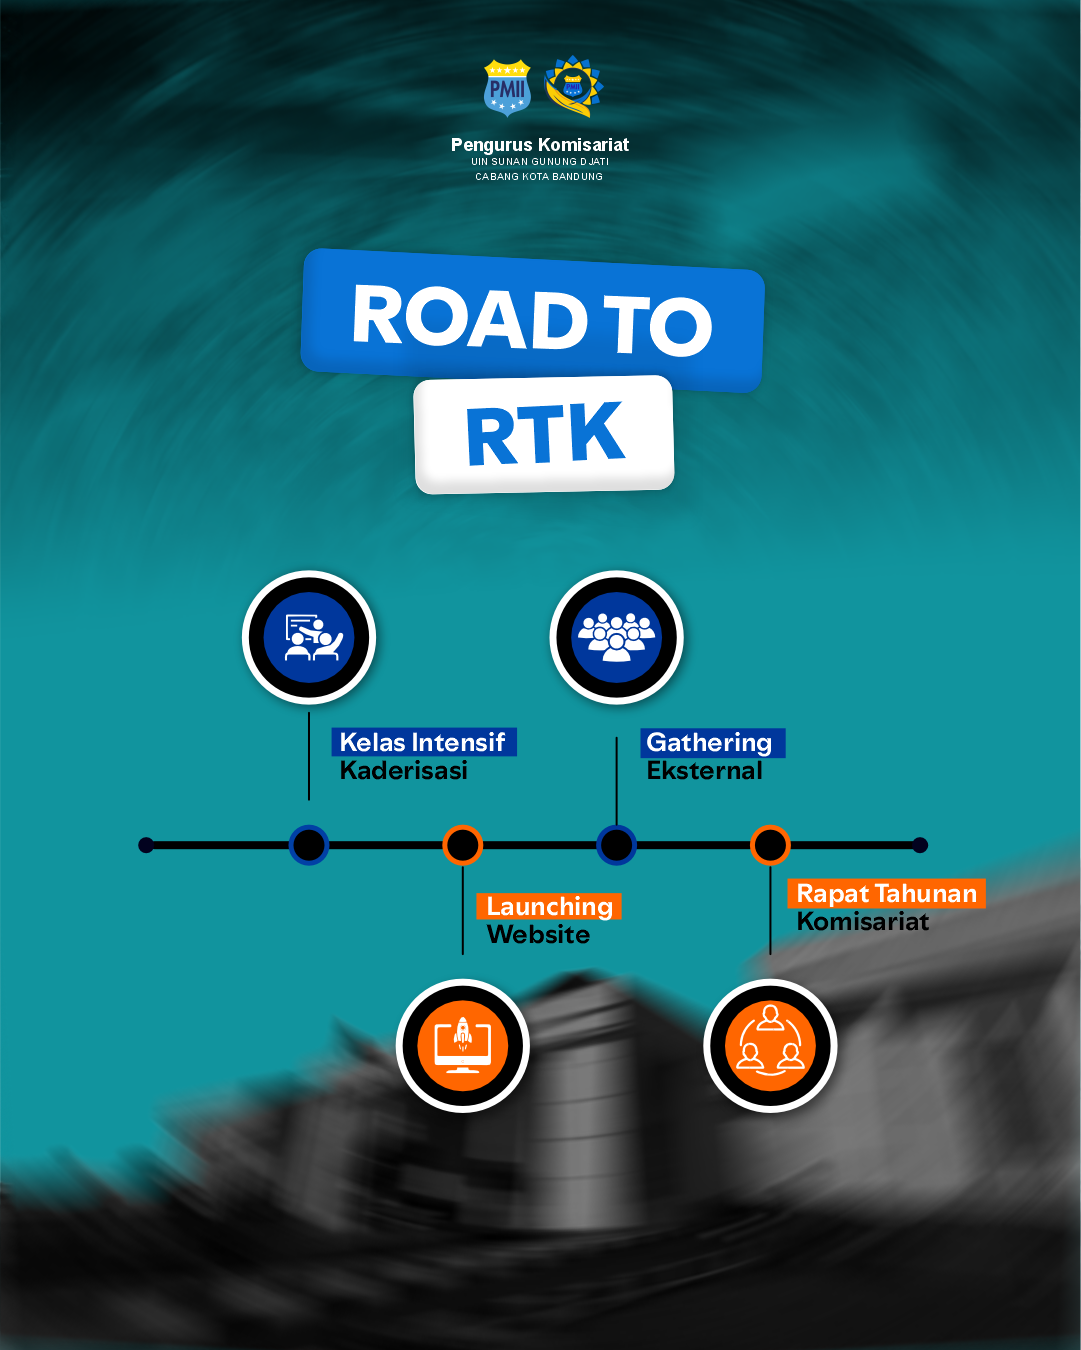 PMII
Pengurus Komisariat
UIN SUNAN GUNUNG DJATI
CABANG KOTA BANDUNG
ROAD TO
RTK
Kelas Intensif
Kaderisasi
Gathering
Eksternal
Launching
Website
Rapat Tahunan
Komisariat